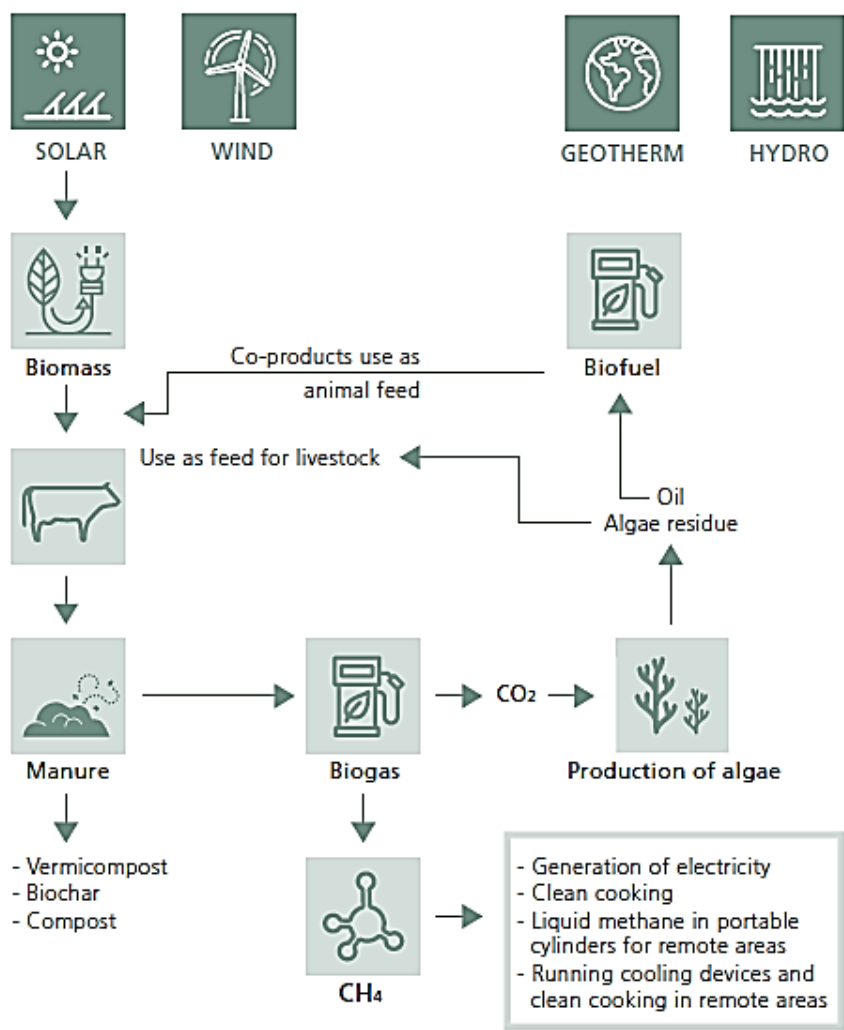 SOLAR
WIND
GEOTHERM
HYDRO
Biomass
Co-products use as
animal feed
Biofuel
Use as feed for livestock
Oil
Algae residue
Manure
Biogas
CO₂
Production of algae
- Vermicompost
- Biochar
- Compost
CH₄
- Generation of electricity
- Clean cooking
- Liquid methane in portable
cylinders for remote areas
- Running cooling devices and
clean cooking in remote areas